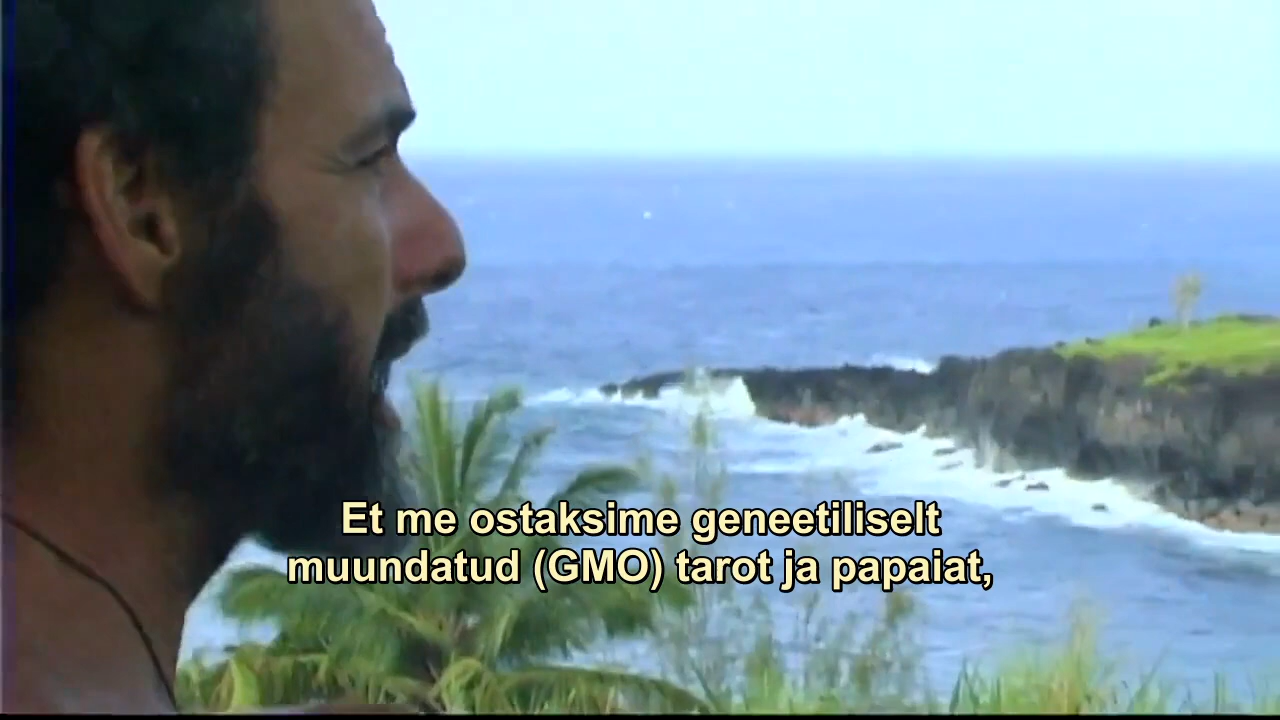 Et me ostaksime geneetiliselt
muundatud (GMO) tarot ja papaiat,